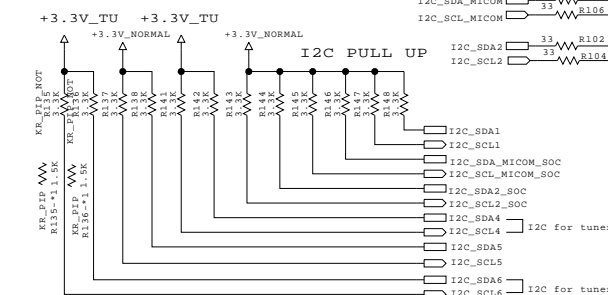 I2C_SDA_MICOM
33
R106
I2C_SCL_MICOM
+3.3V_TU
+3.3V_TU
+3.3V_NORMAL
+3.3V_NORMAL
I2C PULL UP
I2C_SDA2
33
R102
I2C_SCL2
33
R104
KR_PIP_NOT
R135
3.3K
KR_PIP_NOT
R136
3.3K
R137
3.3K
R138
3.3K
R141
3.3K
R142
3.3K
R143
3.3K
R144
3.3K
R145
3.3K
R146
3.3K
R147
3.3K
R148
3.3K
KR_PIP
R135-*1 1.5K
KR_PIP
R136-*1 1.5K
I2C_SDA1
I2C_SCL1
I2C_SDA_MICOM_SOC
I2C_SCL_MICOM_SOC
I2C_SDA2_SOC
I2C_SCL2_SOC
I2C_SDA4
I2C_SCL4
I2C for tuner
I2C_SDA5
I2C_SCL5
I2C_SDA6
I2C_SCL6
I2C for tuner